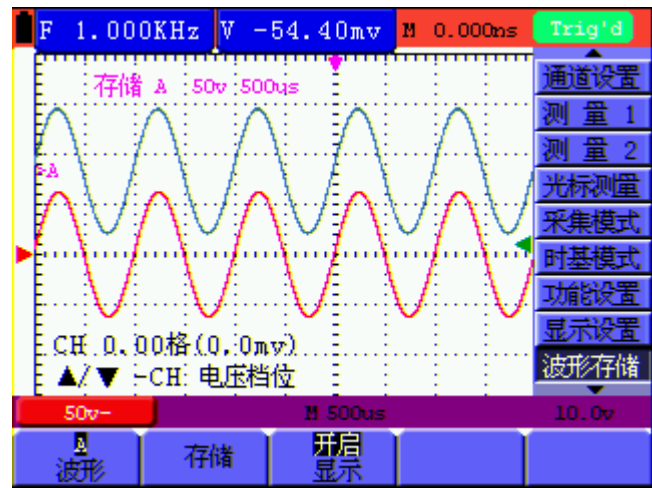 F 1.000KHz V -54.40mv M 0.000ns Trig'd
存储 A 50v 500us
A
CH 0.00格(0.0mv)
▲/▼ -CH 电压档位
通道设置
测 量 1
测 量 2
光标测量
采集模式
时基模式
功能设置
显示设置
波形存储
50v- M 500us 10.0v
A
波形
存储
开启
显示